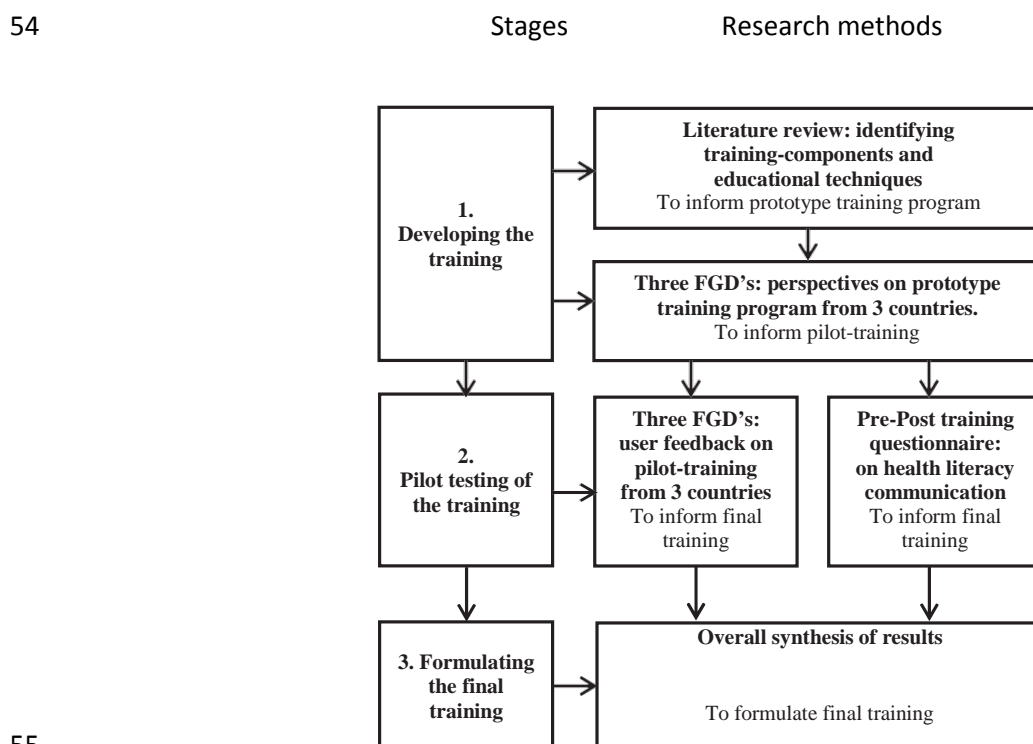 54
Stages Research methods
Literature review: identifying
training-components and
educational techniques
To inform prototype training program
1.
Developing the
training
Three FGD's: perspectives on prototype
training program from 3 countries.
To inform pilot-training
2.
Pilot testing of
the training
Three FGD's:
user feedback on
pilot-training
from 3 countries
To inform final
training
Pre-Post training
questionnaire:
on health literacy
communication
To inform final
training
3. Formulating
the final
training
Overall synthesis of results
To formulate final training
55